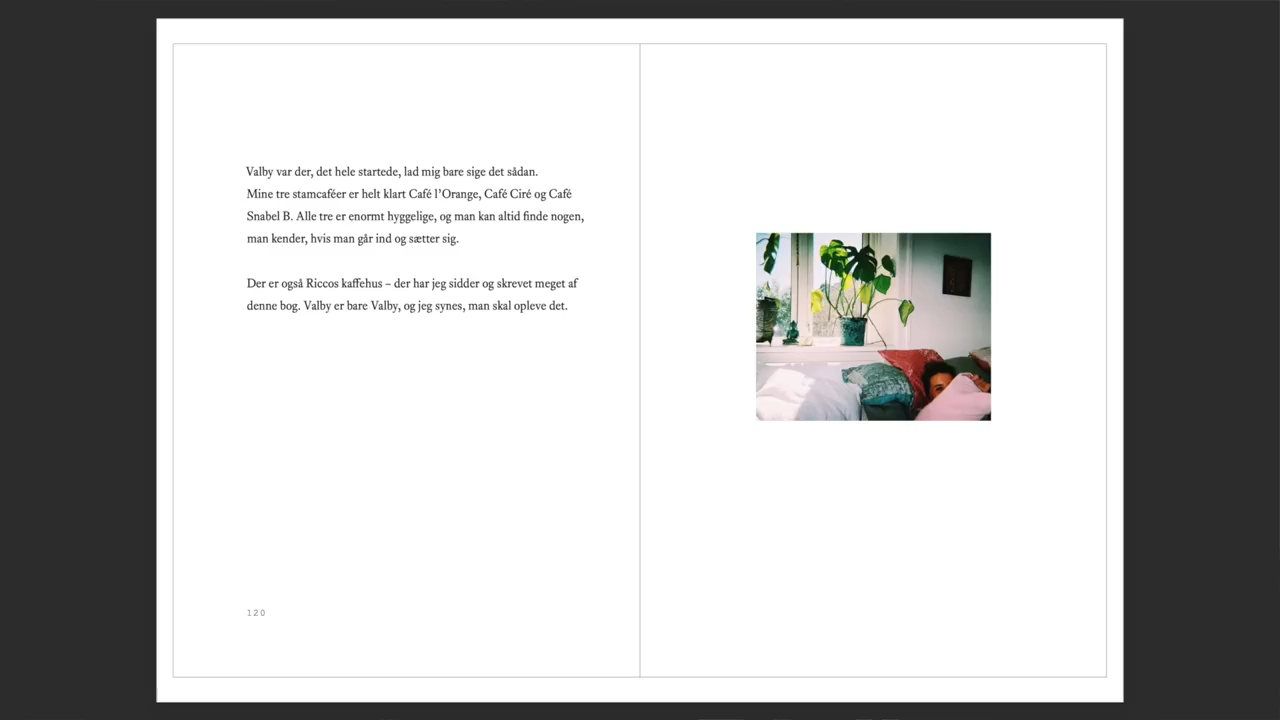 Valby var der, det hele startede, lad mig bare sige det sådan.
Mine tre stamcaféer er helt klart Café l’Orange, Café Ciré og Café
Snabel B. Alle tre er enormt hyggelige, og man kan altid finde nogen,
man kender, hvis man går ind og sætter sig.
Der er også Riccos kaffehus – der har jeg sidder og skrevet meget af
denne bog. Valby er bare Valby, og jeg synes, man skal opleve det.
120